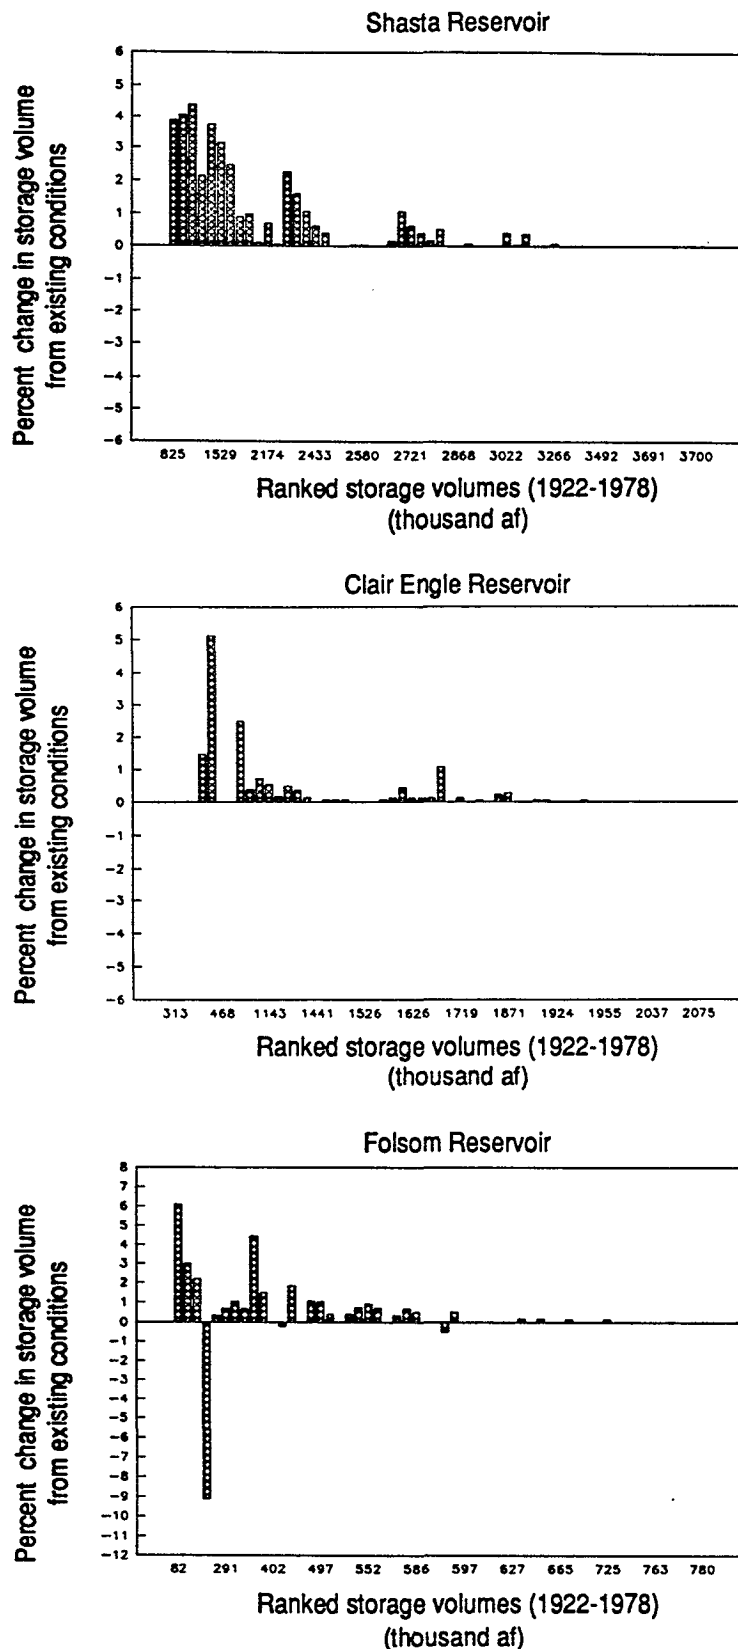 Shasta Reservoir
Percent change in storage volume
from existing conditions
6
5
4
3
2
1
0
−1
−2
−3
−4
−5
−6
825 1529 2174 2433 2580 2721 2868 3022 3266 3492 3691 3700
Ranked storage volumes (1922-1978)
(thousand af)
Clair Engle Reservoir
Percent change in storage volume
from existing conditions
6
5
4
3
2
1
0
−1
−2
−3
−4
−5
−6
313 468 1143 1441 1526 1626 1719 1871 1924 1955 2037 2075
Ranked storage volumes (1922-1978)
(thousand af)
Folsom Reservoir
Percent change in storage volume
from existing conditions
8
7
6
5
4
3
2
1
0
−1
−2
−3
−4
−5
−6
−7
−8
−9
−10
−11
−12
82 291 402 497 552 586 597 627 665 725 763 780
Ranked storage volumes (1922-1978)
(thousand af)